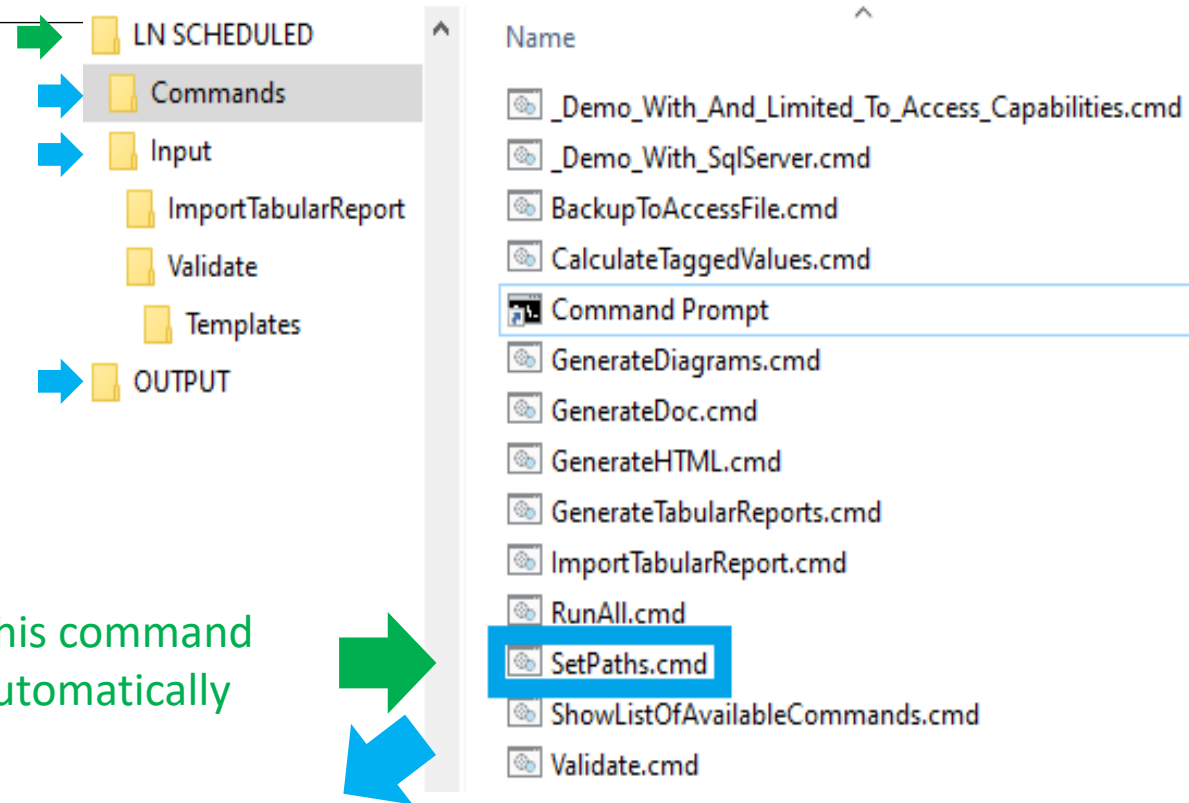 LN SCHEDULED
Commands
Input
ImportTabularReport
Validate
Templates
OUTPUT
his command
utomatically
Name
_Demo_With_And_Limited_To_Access_Capabilities.cmd
_Demo_With_SqlServer.cmd
BackupToAccessFile.cmd
CalculateTaggedValues.cmd
Command Prompt
GenerateDiagrams.cmd
GenerateDoc.cmd
GenerateHTML.cmd
GenerateTabularReports.cmd
ImportTabularReport.cmd
RunAll.cmd
SetPaths.cmd
ShowListOfAvailableCommands.cmd
Validate.cmd